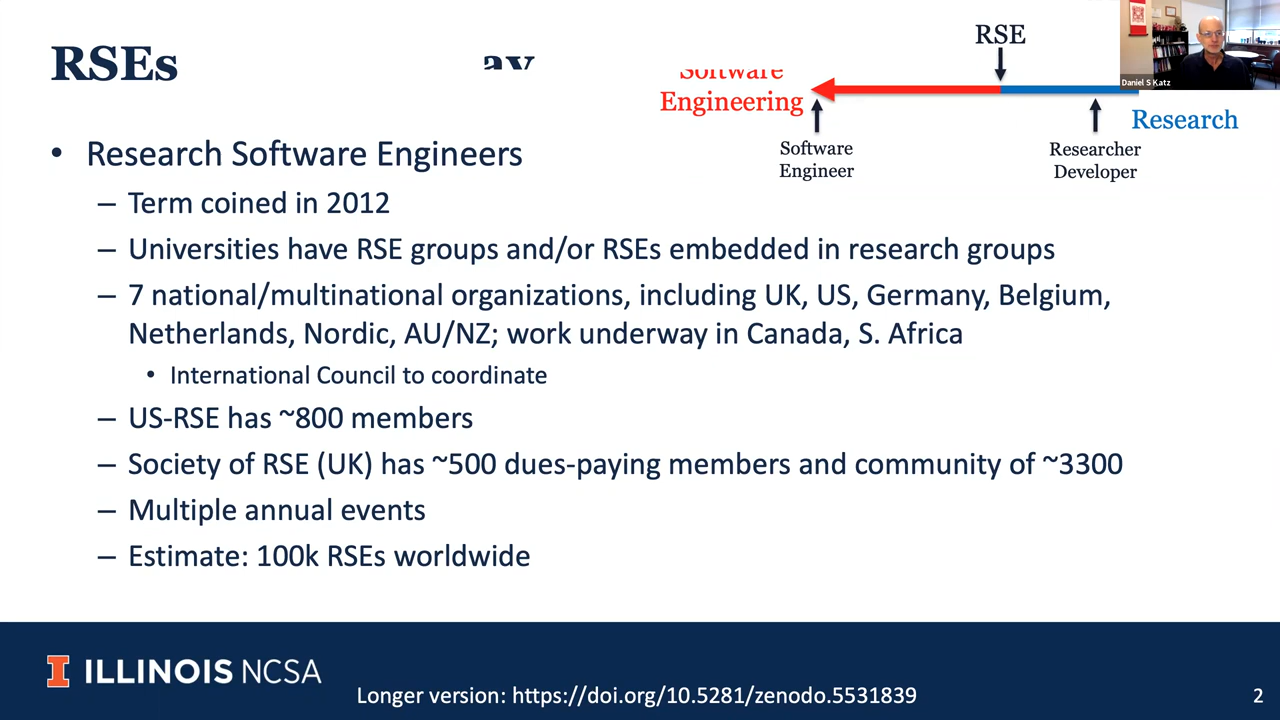 RSEs
RSE
Software
Engineering
Research
Software
Engineer
Researcher
Developer
Daniel S Katz
• Research Software Engineers
– Term coined in 2012
– Universities have RSE groups and/or RSEs embedded in research groups
– 7 national/multinational organizations, including UK, US, Germany, Belgium,
Netherlands, Nordic, AU/NZ; work underway in Canada, S. Africa
• International Council to coordinate
– US-RSE has ~800 members
– Society of RSE (UK) has ~500 dues-paying members and community of ~3300
– Multiple annual events
– Estimate: 100k RSEs worldwide
I ILLINOIS NCSA
Longer version: https://doi.org/10.5281/zenodo.5531839
2